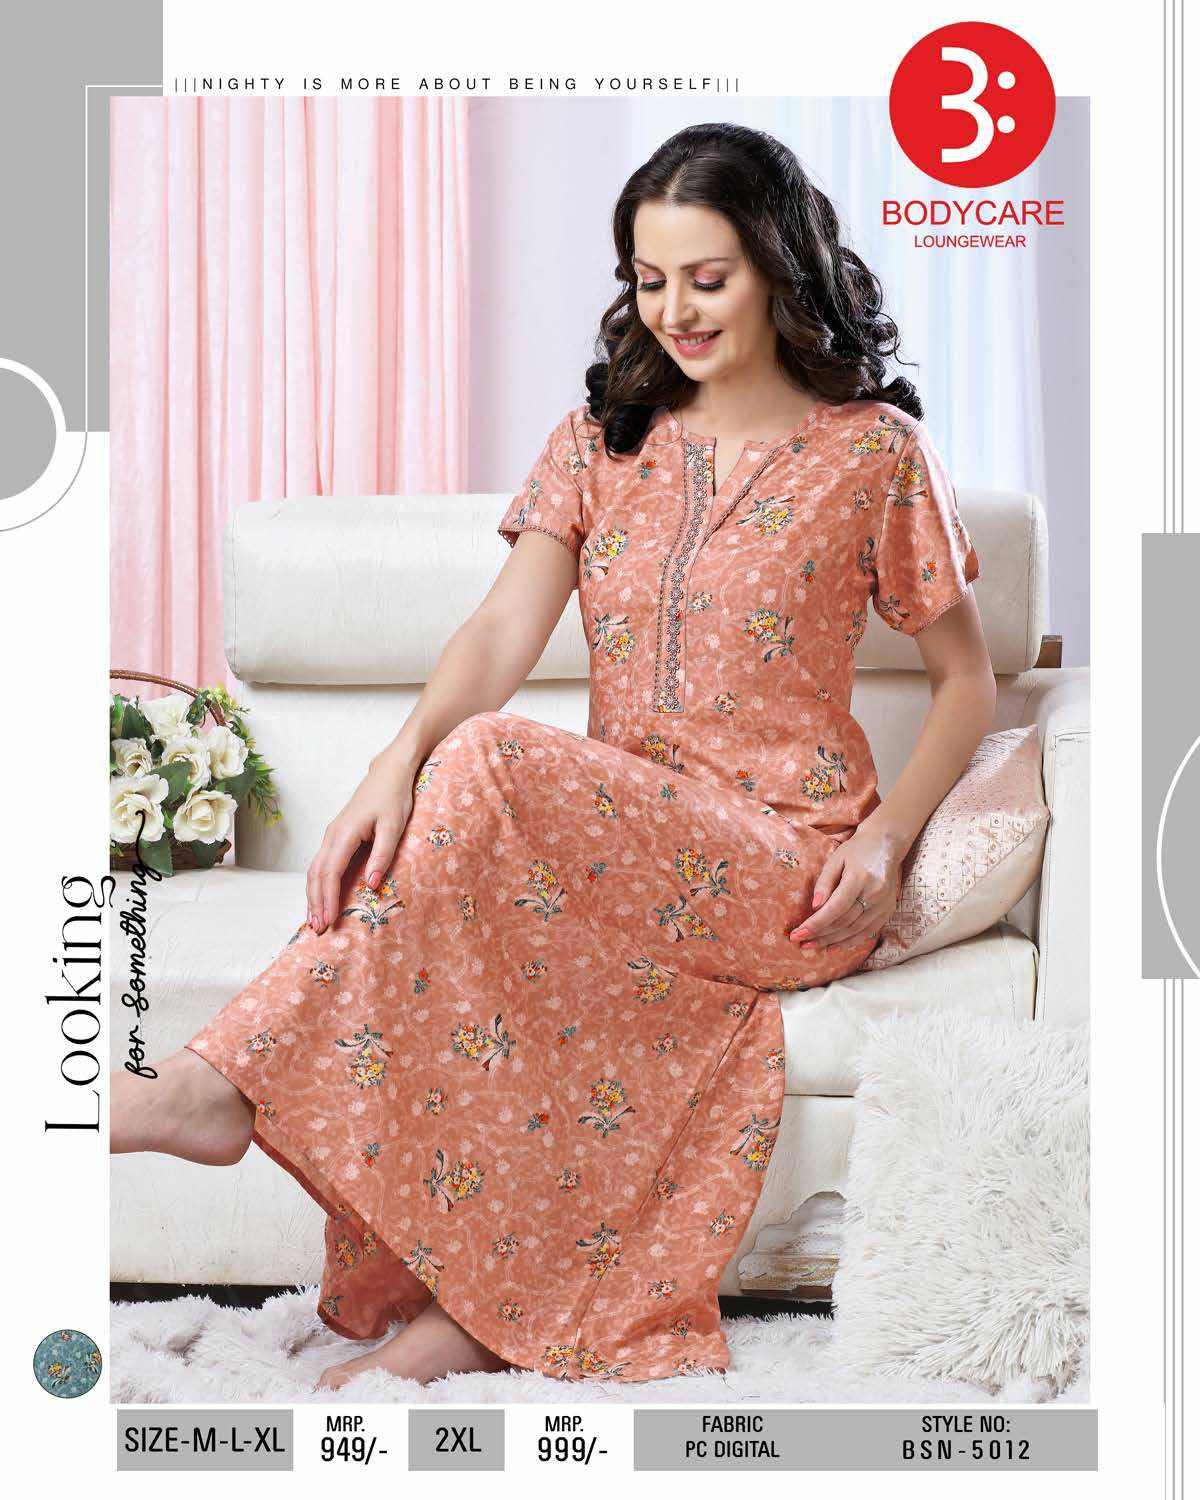 |||NIGHTY IS MORE ABOUT BEING YOURSELF|||
BODYCARE
LOUNGEWEAR
Looking
for something
SIZE-M-L-XL
MRP.
949/-
2XL
MRP.
999/-
FABRIC
PC DIGITAL
STYLE NO:
BSN-5012